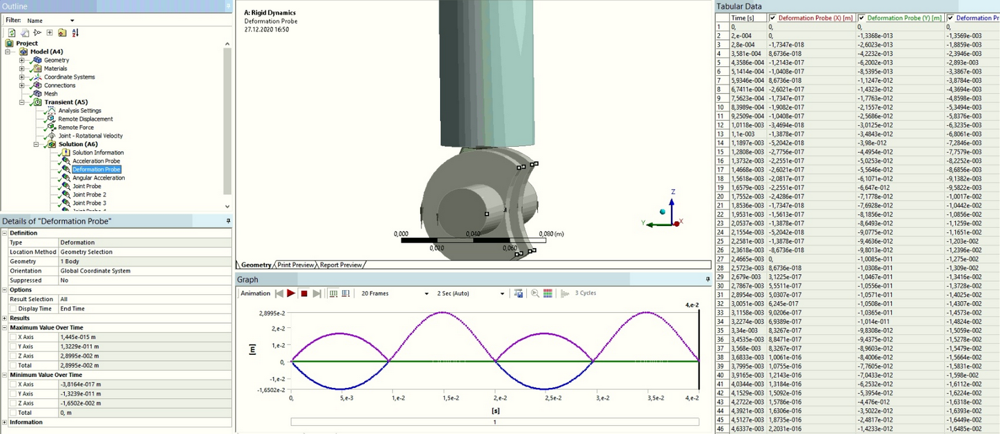 Outline
Filter: Name
Project
Model (A4)
Geometry
Materials
Coordinate Systems
Connections
Mesh
Transient (A5)
Analysis Settings
Remote Displacement
Remote Force
Joint - Rotational Velocity
Solution (A6)
Solution Information
Acceleration Probe
Deformation Probe
Angular Acceleration
Joint Probe
Joint Probe 2
Joint Probe 3
Details of "Deformation Probe"
Definition
Type Deformation
Location Method Geometry Selection
Geometry 1 Body
Orientation Global Coordinate System
Suppressed No
Options
Result Selection All
Display Time End Time
Results
Maximum Value Over Time
X Axis 1,445e-015 m
Y Axis 1,3229e-011 m
Z Axis 2,8995e-002 m
Total 2,8995e-002 m
Minimum Value Over Time
X Axis -3,8164e-017 m
Y Axis -1,3239e-011 m
Z Axis -1,6502e-002 m
Total 0, m
Information
A: Rigid Dynamics
Deformation Probe
27.12.2020 16:50
Z
Y
X
0,000 0,040 0,080 (m)
0,020 0,060
Geometry Print Preview Report Preview
Graph
Animation 20 Frames 2 Sec (Auto) 3 Cycles
4,e-2
2,8995e-2
2,e-2
1,e-2
0,
-1,e-2
-1,6502e-2
[m]
0, 5,e-3 1,e-2 1,5e-2 2,e-2 2,5e-2 3,e-2 3,5e-2 4,e-2
[s]
1
Tabular Data
Time [s] Deformation Probe (X) [m] Deformation Probe (Y) [m] Deformation Pr
1 0, 0, 0, 0,
2 2,e-004 0, -1,3368e-013 -1,3569e-003
3 2,8e-004 -1,7347e-018 -2,6023e-013 -1,8859e-003
4 3,581e-004 8,6736e-018 -4,2232e-013 -2,3946e-003
5 4,3586e-004 -1,2143e-017 -6,2002e-013 -2,893e-003
6 5,1414e-004 -1,0408e-017 -8,5395e-013 -3,3867e-003
7 5,9346e-004 8,6736e-018 -1,1247e-012 -3,8784e-003
8 6,7411e-004 -2,6021e-017 -1,4323e-012 -4,3694e-003
9 7,5623e-004 -1,7347e-017 -1,7763e-012 -4,8598e-003
10 8,3989e-004 -1,9082e-017 -2,1557e-012 -5,3494e-003
11 9,2509e-004 -1,0408e-017 -2,5686e-012 -5,8376e-003
12 1,0118e-003 -3,4694e-018 -3,0125e-012 -6,3235e-003
13 1,1e-003 -1,3878e-017 -3,4843e-012 -6,8061e-003
14 1,1897e-003 -5,2042e-018 -3,98e-012 -7,2846e-003
15 1,2808e-003 -2,7756e-017 -4,4954e-012 -7,7579e-003
16 1,3732e-003 -2,2551e-017 -5,0253e-012 -8,2252e-003
17 1,4668e-003 -2,6021e-017 -5,5646e-012 -8,6856e-003
18 1,5618e-003 -2,0817e-017 -6,1071e-012 -9,1382e-003
19 1,6579e-003 -2,2551e-017 -6,647e-012 -9,5822e-003
20 1,7552e-003 -2,4286e-017 -7,1778e-012 -1,0017e-002
21 1,8536e-003 -1,7347e-018 -7,6928e-012 -1,0442e-002
22 1,9531e-003 -1,5613e-017 -8,1856e-012 -1,0856e-002
23 2,0537e-003 -1,3878e-017 -8,6493e-012 -1,1259e-002
24 2,1554e-003 -5,2042e-018 -9,0775e-012 -1,1651e-002
25 2,2581e-003 -1,3878e-017 -9,4636e-012 -1,203e-002
26 2,3618e-003 -8,6736e-018 -9,8013e-012 -1,2396e-002
27 2,4665e-003 0, -1,0085e-011 -1,275e-002
28 2,5723e-003 8,6736e-018 -1,0308e-011 -1,309e-002
29 2,679e-003 3,1225e-017 -1,0467e-011 -1,3416e-002
30 2,7867e-003 5,5511e-017 -1,0556e-011 -1,3728e-002
31 2,8954e-003 5,0307e-017 -1,0571e-011 -1,4025e-002
32 3,0051e-003 6,245e-017 -1,0508e-011 -1,4307e-002
33 3,1158e-003 9,0206e-017 -1,0365e-011 -1,4573e-002
34 3,2274e-003 6,9389e-017 -1,014e-011 -1,4824e-002
35 3,34e-003 8,3267e-017 -9,8308e-012 -1,5059e-002
36 3,4535e-003 8,8471e-017 -9,4375e-012 -1,5278e-002
37 3,568e-003 8,3267e-017 -8,9603e-012 -1,5479e-002
38 3,6833e-003 1,0061e-016 -8,4006e-012 -1,5664e-002
39 3,7995e-003 1,0755e-016 -7,7605e-012 -1,5831e-002
40 3,9165e-003 1,2143e-016 -7,0433e-012 -1,598e-002
41 4,0344e-003 1,3184e-016 -6,2532e-012 -1,6112e-002
42 4,1529e-003 1,5092e-016 -5,3954e-012 -1,6224e-002
43 4,2722e-003 1,5786e-016 -4,476e-012 -1,6318e-002
44 4,3921e-003 1,6306e-016 -3,5022e-012 -1,6393e-002
45 4,5127e-003 1,8735e-016 -2,4817e-012 -1,6449e-002
46 4,6337e-003 2,2031e-016 -1,4233e-012 -1,6485e-002